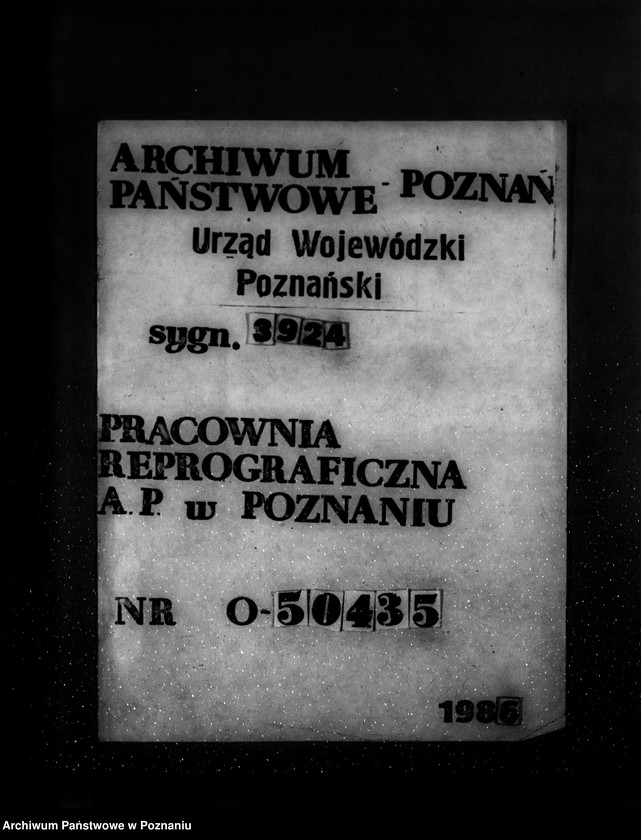 ARCHIWUM
PAŃSTWOWE - POZNAŃ
Urząd Wojewódzki
Poznański
sygn. 3924
PRACOWNIA
REPROGRAFICZNA
A.P. w POZNANIU
NR O-50435
1986
Archiwum Państwowe w Poznaniu